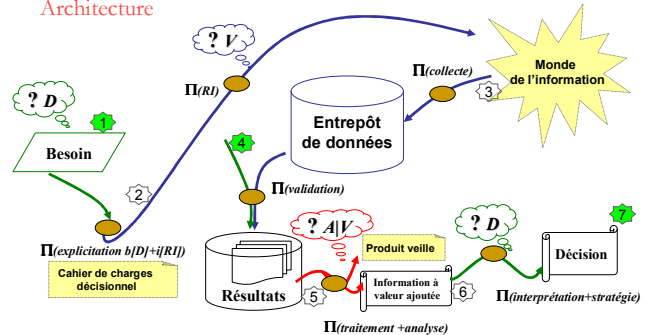 Architecture
? V
Π(RI)
Π(collecte)
Monde
de l'information
3
? D
1
Besoin
Entrepôt
de données
4
2
Π(validation)
Π(explicitation b[D]+i[RI])
Cahier de charges
décisionnel
? A|V
Produit veille
? D
7
Résultats
5
Information à
valeur ajoutée
6
Décision
Π(interprétation+stratégie)
Π(traitement +analyse)